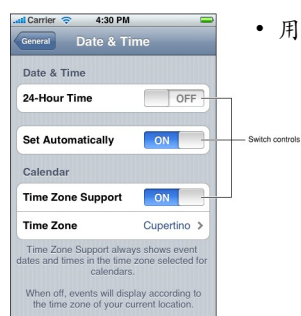 Carrier 4:30 PM
General Date & Time
Date & Time
24-Hour Time OFF
Set Automatically ON
Calendar
Time Zone Support ON
Time Zone Cupertino
Time Zone Support always shows event
dates and times in the time zone selected for
calendars.
When off, events will display according to
the time zone of your current location.
Switch controls
• 用